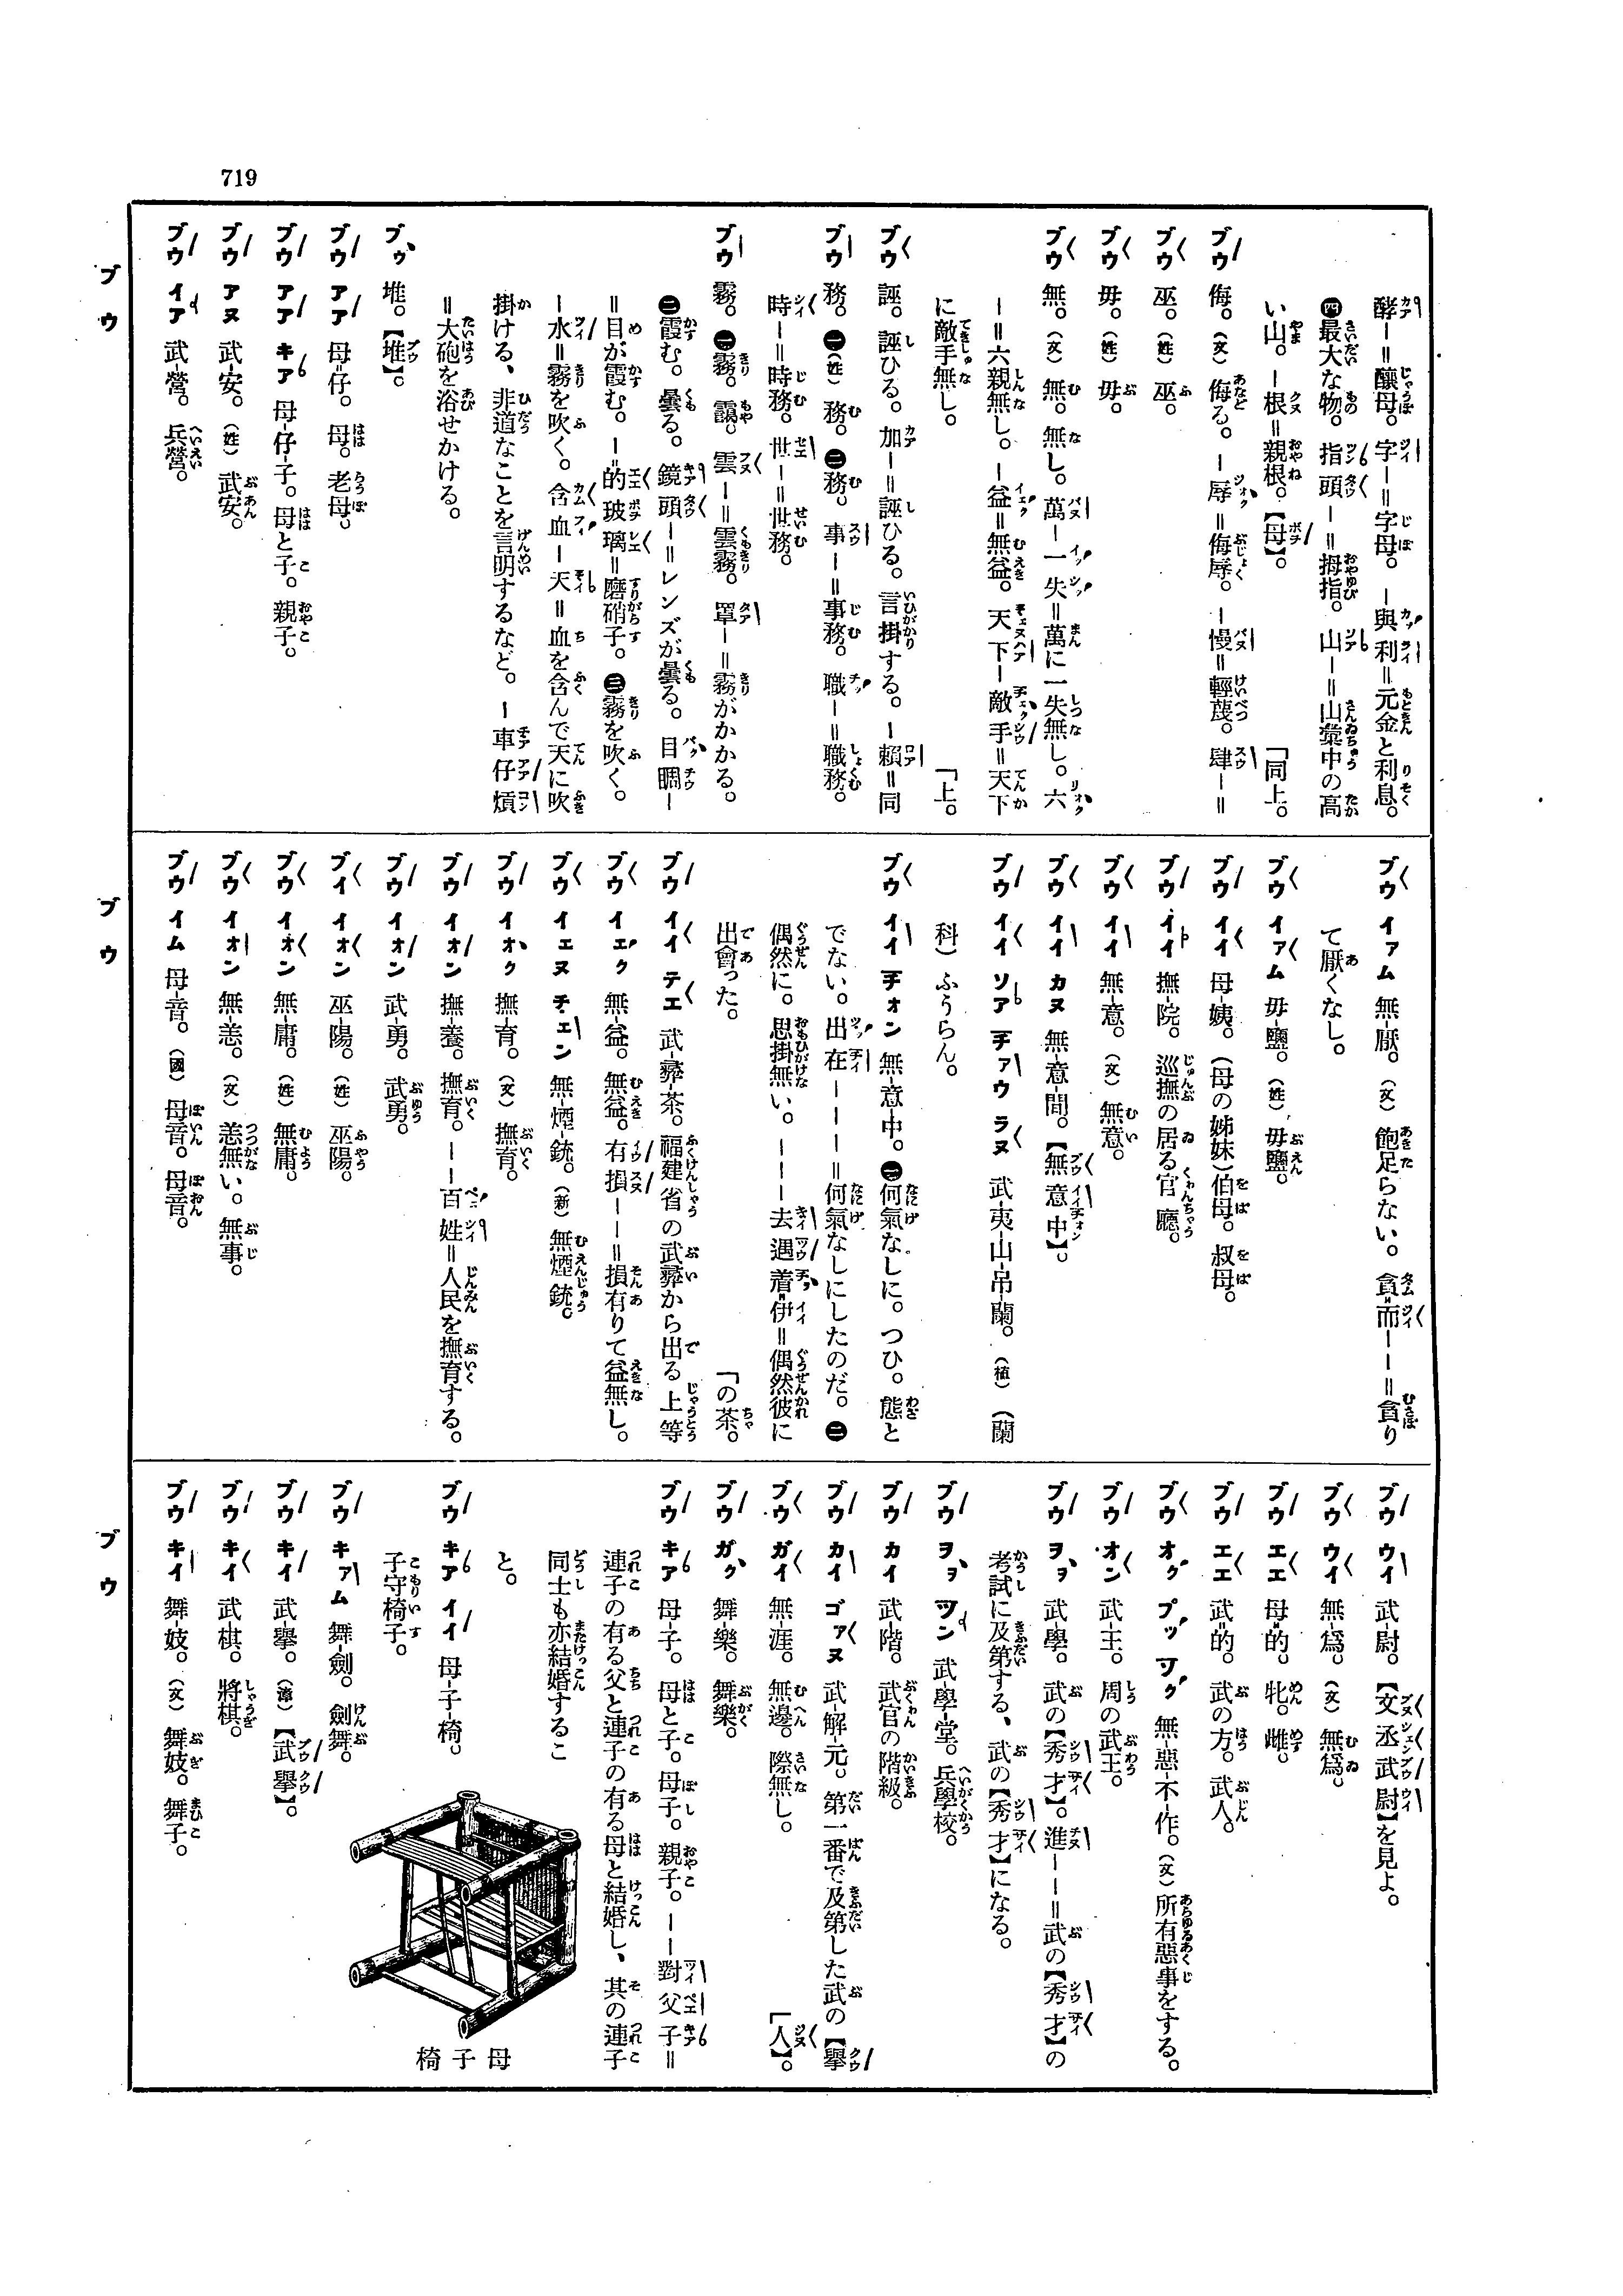 719
酵ー＝釀母。字ー＝字母。ー與利＝元金と利息。
四最大な物。指頭ー＝拇指。山ー＝山彙中の高
い山。ー根＝親根。【母】。「同上。
ブウ 侮。（文）侮る。ー辱＝侮辱。ー慢＝輕蔑。肆ー＝
ブウ 巫。（姓）巫。
ブウ 毋。（姓）毋。
ブウ 無。（文）無。無し。萬ー一失＝萬に一失無し。六
ー＝六親無し。ー益＝無益。天下ー敵手＝天下
に敵手無し。「上。
ブウ 誣。誣ひる。加ー＝誣ひる。言掛する。ー賴＝同
ブウ 務。一（姓）務。二務。事ー＝事務。職ー＝職務。
時ー＝時務。世ー＝世務。
ブウ 霧。一霧。靄。雲ー＝雲霧。罩ー＝霧がかかる。
二霞む。曇る。鏡頭ー＝レンズが曇る。目睭ー
＝目が霞む。ー的玻璃＝磨硝子。三霧を吹く。
ー水＝霧を吹く。含血ー天＝血を含んで天に吹
掛ける、非道なことを言明するなど。ー車仔熕
＝大砲を浴せかける。
ブゥ 堆。【堆】。
ブウ アア 母-仔。母。老母。
ブウ アア キア 母-仔-子。母と子。親子。
ブウ アヌ 武-安。（姓）武安。
ブウ イア 武-營。兵營。
ブウ イァム 無-厭。（文）飽足らない。貪而ーー＝貪り
て厭くなし。
ブウ イァム 毋-鹽。（姓）毋鹽。
ブウ イイ 母-姨。（母の姊妹）伯母。叔母。
ブウ イイ 撫-院。巡撫の居る官廳。
ブウ イイ 無-意。（文）無意。
ブウ イイ カヌ 無-意-間。【無意中】。
ブウ イイ ソア チァウ ラヌ 武-夷-山-吊-蘭。（植）（蘭
科）ふうらん。
ブウ イイ チォン 無-意-中。一何氣なしに。つひ。態と
でない。出在ーーー＝何氣なしにしたのだ。二
偶然に。思掛無い。ーーー去遇着伊＝偶然彼に
出會つた。「の茶。
ブウ イイ テエ 武-彝-茶。福建省の武彝から出る上等
ブウ イェク 無-益。無益。有損ーー＝損有りて益無し。
ブウ イェヌ チェン 無-煙-銃。（新）無煙銃。
ブウ イォク 撫-育。（文）撫育。
ブウ イォン 撫-養。撫育。ーー百姓＝人民を撫育する。
ブウ イォン 武-勇。武勇。
ブイ イォン 巫-陽。（姓）巫陽。
ブウ イォン 無-庸。（姓）無庸。
ブウ イォン 無-恙。（文）恙無い。無事。
ブウ イム 母-音。（國）母音。母音。
ブウ ウイ 武-尉。【文丞武尉】を見よ。
ブウ ウイ 無-爲。（文）無爲。
ブウ エエ 母-的。牝。雌。
ブウ エエ 武-的。武の方。武人。
ブウ オク プッ ツク 無-惡-不-作。（文）所有惡事をする。
ブウ オン 武-王。周の武王。
ブウ ヲヲ 武-學。武の【秀才】。進ーー＝武の【秀才】の
考試に及第する、武の【秀才】になる。
ブウ ヲヲ ツン 武-學-堂。兵學校。
ブウ カイ 武-階。武官の階級。
ブウ カイ ゴァヌ 武-解-元。第一番で及第した武の【擧
ブウ ガイ 無-涯。無邊。際無し。「人】。
ブウ ガク 舞-樂。舞樂。
ブウ キア 母-子。母と子。母子。親子。ーー對父子＝
連子の有る父と連子の有る母と結婚し、其の連子
同士も亦結婚するこ
と。
ブウ キア イイ 母-子-椅。
子守椅子。
ブウ キァム 舞-劍。劍舞。
ブウ キイ 武-擧。（漳）【武擧】。
ブウ キイ 武-棋。將棋。
ブウ キイ 舞-妓。（文）舞妓。舞子。
椅子母
ブウ
ブウ
ブウ